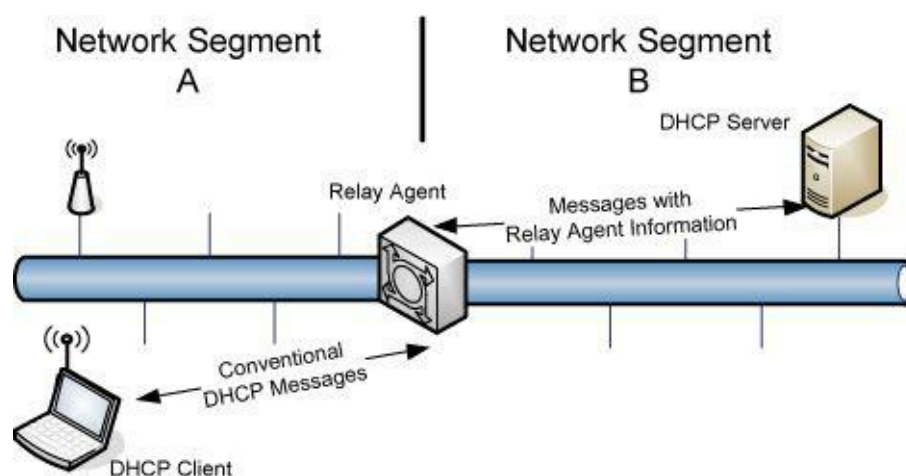 Network Segment
A
Network Segment
B
DHCP Server
Relay Agent
Messages with
Relay Agent Information
Conventional
DHCP Messages
DHCP Client